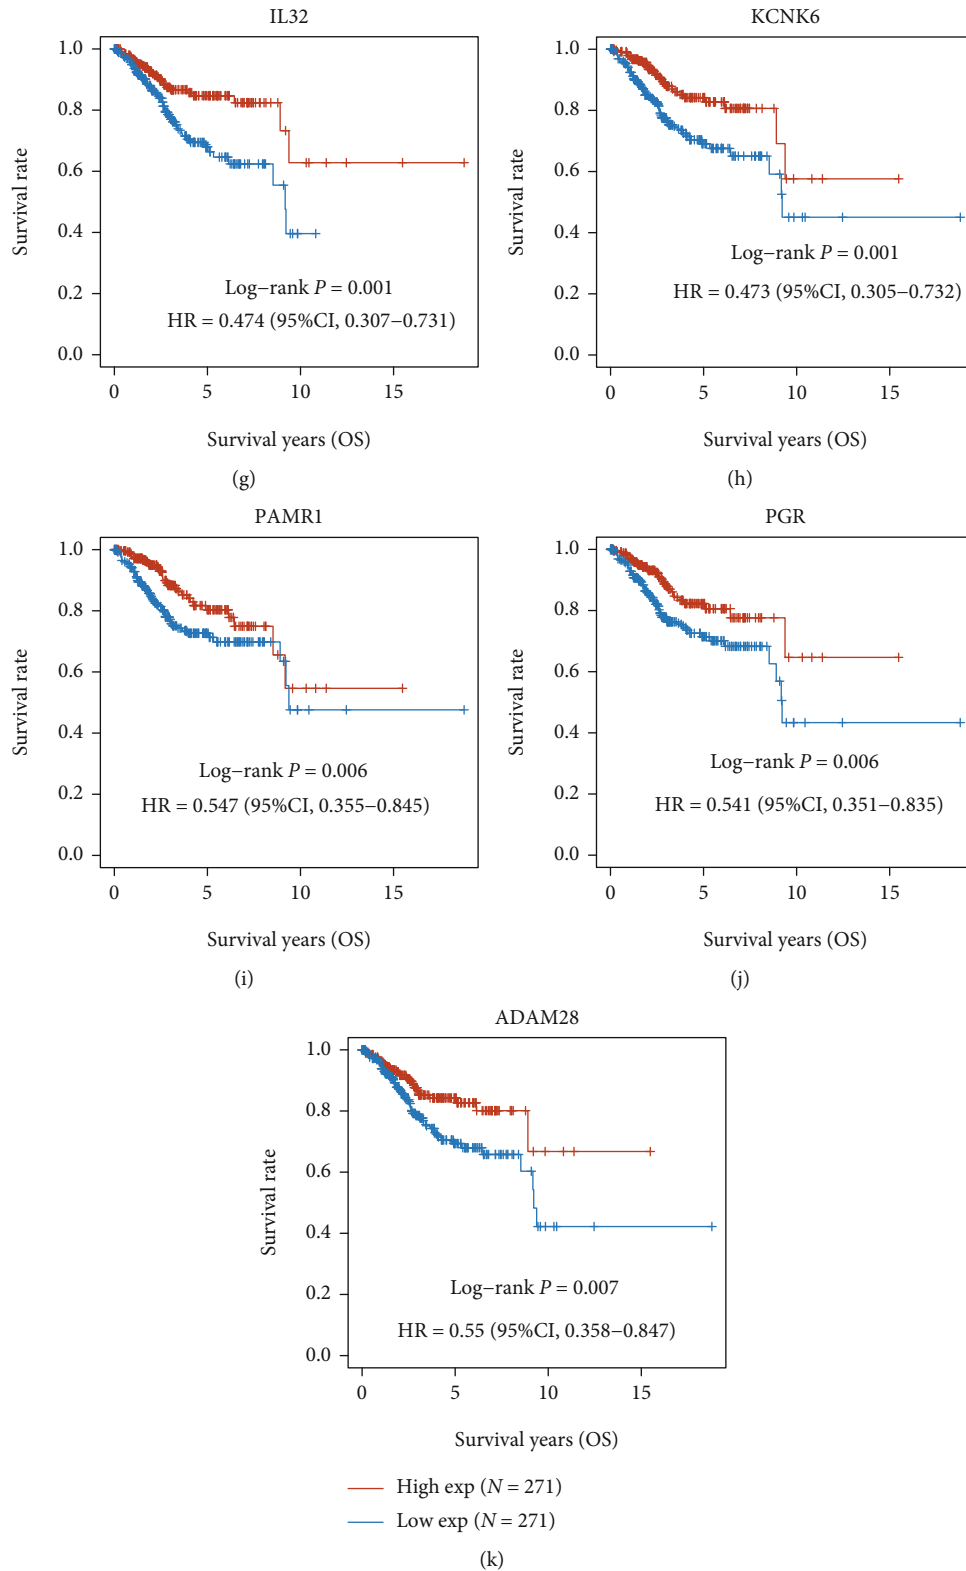 IL32
1.0
0.8
0.6
0.4
0.2
0.0
Survival rate
Log−rank P = 0.001
HR = 0.474 (95%CI, 0.307−0.731)
0 5 10 15
Survival years (OS)
(g)
KCNK6
1.0
0.8
0.6
0.4
0.2
0.0
Survival rate
Log−rank P = 0.001
HR = 0.473 (95%CI, 0.305−0.732)
0 5 10 15
Survival years (OS)
(h)
PAMR1
1.0
0.8
0.6
0.4
0.2
0.0
Survival rate
Log−rank P = 0.006
HR = 0.547 (95%CI, 0.355−0.845)
0 5 10 15
Survival years (OS)
(i)
PGR
1.0
0.8
0.6
0.4
0.2
0.0
Survival rate
Log−rank P = 0.006
HR = 0.541 (95%CI, 0.351−0.835)
0 5 10 15
Survival years (OS)
(j)
ADAM28
1.0
0.8
0.6
0.4
0.2
0.0
Survival rate
Log−rank P = 0.007
HR = 0.55 (95%CI, 0.358−0.847)
0 5 10 15
Survival years (OS)
High exp (N = 271)
Low exp (N = 271)
(k)